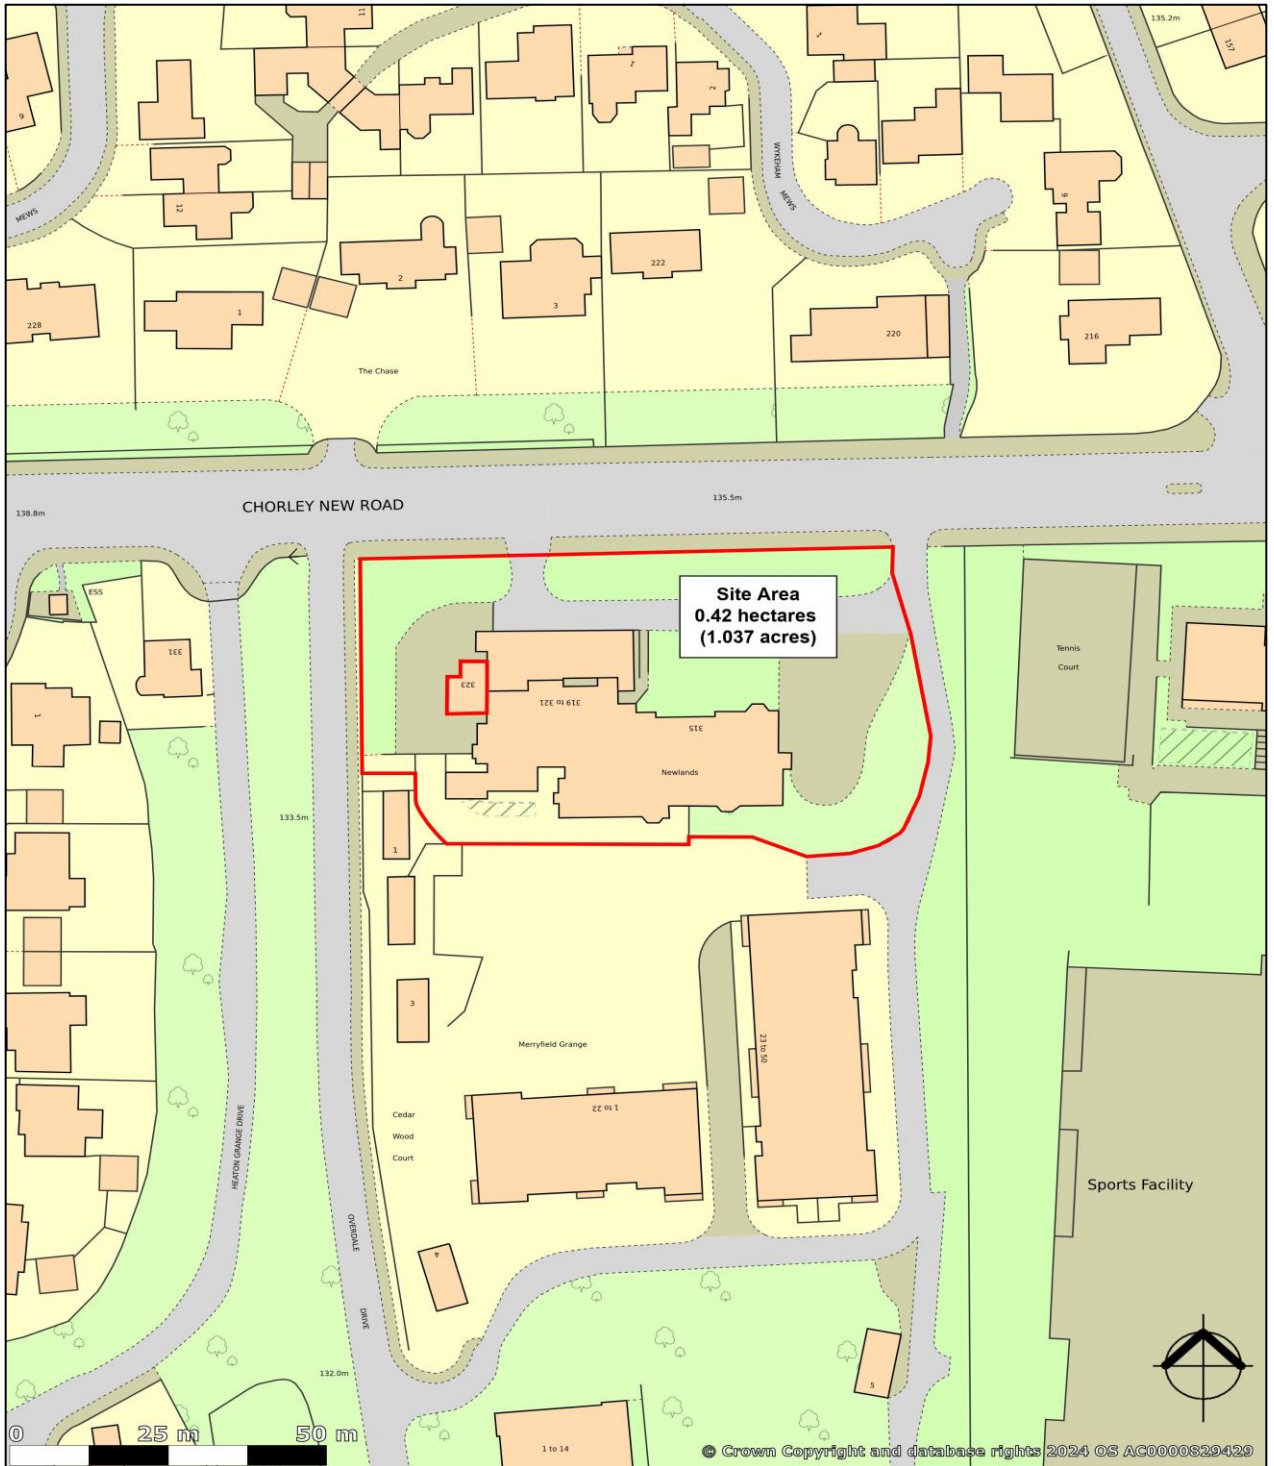 135.2m
11
157
9
1
2
1
WYKEHAM
MEWS
MEWS
12
9
228
1
2
3
222
220
216
The Chase
CHORLEY NEW ROAD
135.5m
138.8m
ESS
331
1
Site Area
0.42 hectares
(1.037 acres)
323
319 to 321
315
Newlands
Tennis
Court
133.5m
1
3
Merryfield Grange
23 to 50
1 to 22
Cedar
Wood
Court
HEATON GRANGE DRIVE
OVERDALE
DRIVE
4
Sports Facility
132.0m
5
1 to 14
0 25 m 50 m
© Crown Copyright and database rights 2024 OS AC0000829429